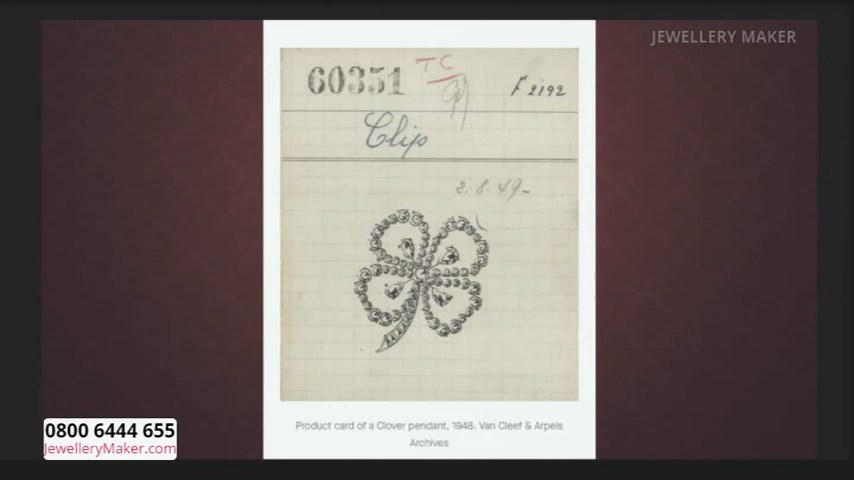 JEWELLERY MAKER
60351
TC
F 2192
Clip
2.8.49-
Product card of a Clover pendant, 1948. Van Cleef & Arpels
Archives
0800 6444 655
JewelleryMaker.com